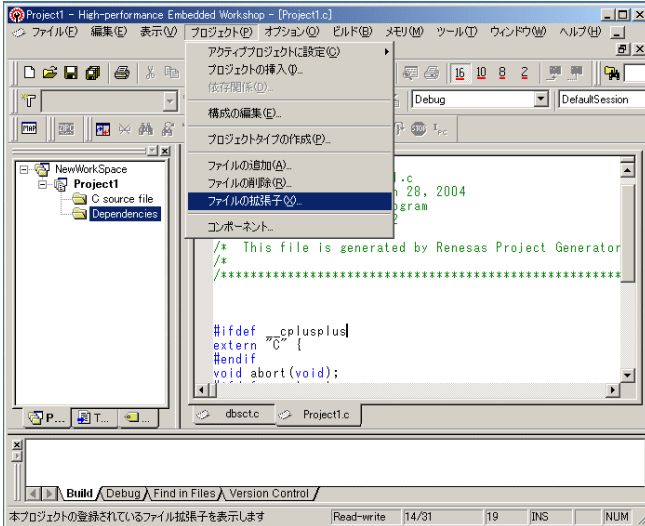 Project1 - High-performance Embedded Workshop - [Project1.c]
ファイル(F) 編集(E) 表示(V) プロジェクト(P) オプション(O) ビルド(B) メモリ(M) ツール(T) ウィンドウ(W) ヘルプ(H)
アクティブプロジェクトに設定(C)
プロジェクトの挿入(I)...
依存関係(D)...
構成の編集(E)...
プロジェクトタイプの作成(P)...
ファイルの追加(A)...
ファイルの削除(R)...
ファイルの拡張子(X)...
コンポーネント...
16 10 8 2
Debug
DefaultSession
MAP
STOP
NewWorkSpace
Project1
C source file
Dependencies
.c
28, 2004
ogram
/* This file is generated by Renesas Project Generator
/*
/*******************************************************
#ifdef __cplusplus
extern "C" {
#endif
void abort(void);
P... T...
dbsct.c Project1.c
Build Debug Find in Files Version Control
本プロジェクトの登録されているファイル拡張子を表示します
Read-write 14/31 19 INS NUM